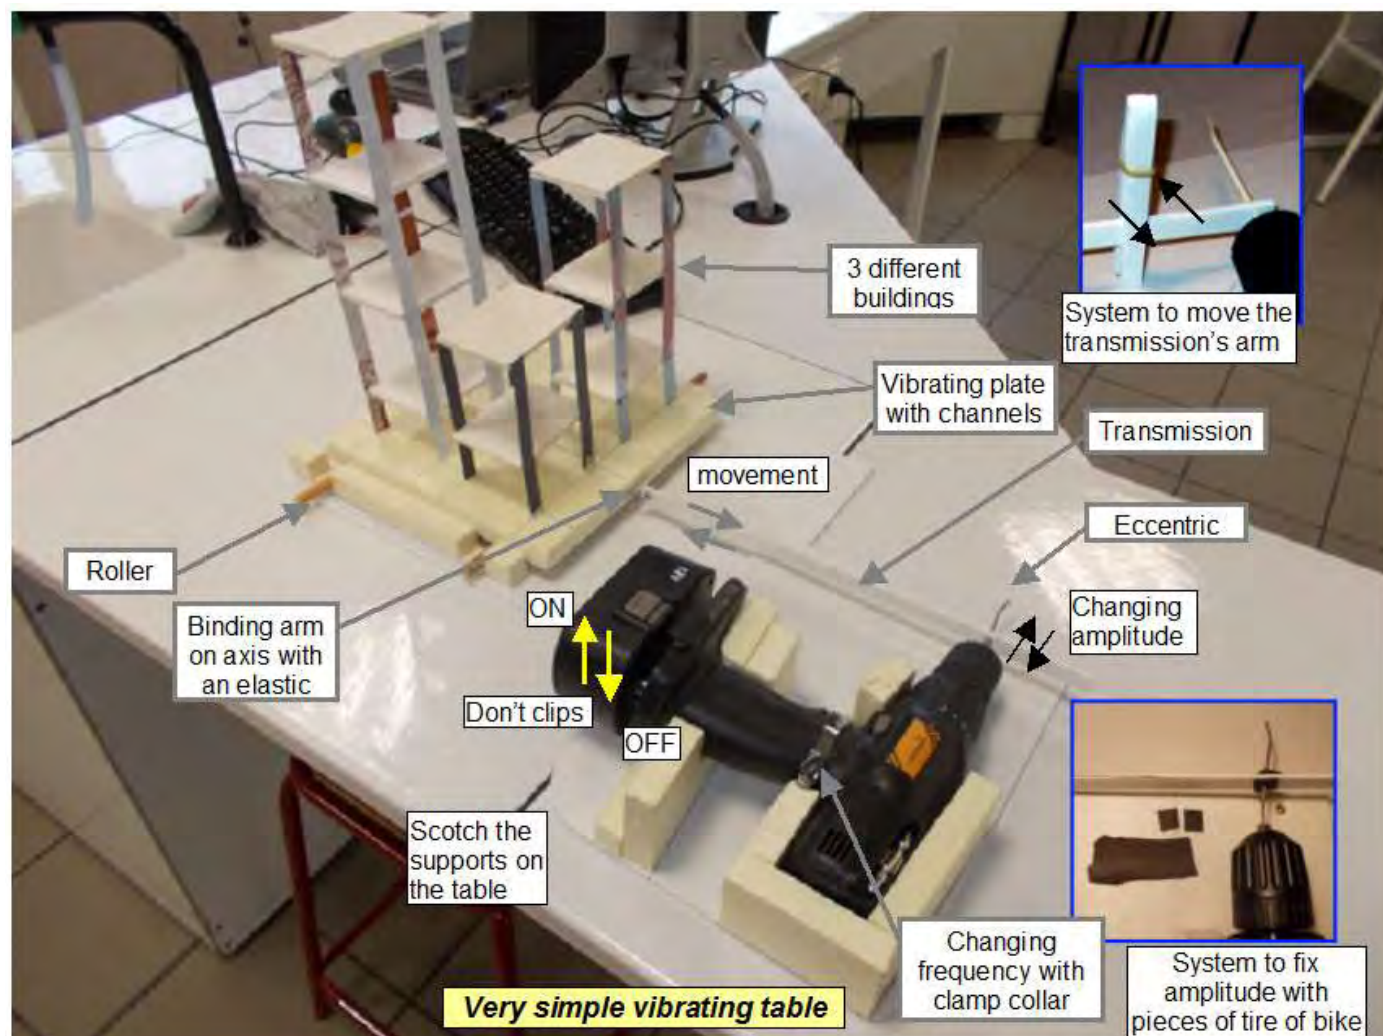 3 different
buildings
System to move the
transmission's arm
Vibrating plate
with channels
Transmission
movement
Eccentric
Roller
ON
Changing
amplitude
Binding arm
on axis with
an elastic
Don't clips
OFF
Scotch the
supports on
the table
Changing
frequency with
clamp collar
System to fix
amplitude with
pieces of tire of bike
Very simple vibrating table